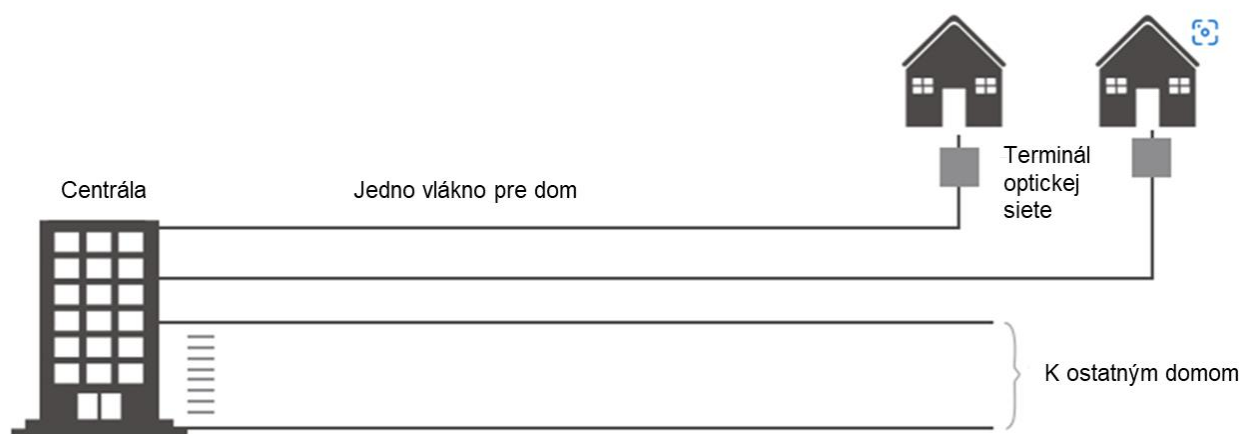 Centrála
Jedno vlákno pre dom
Terminál
optickej
siete
K ostatným domom